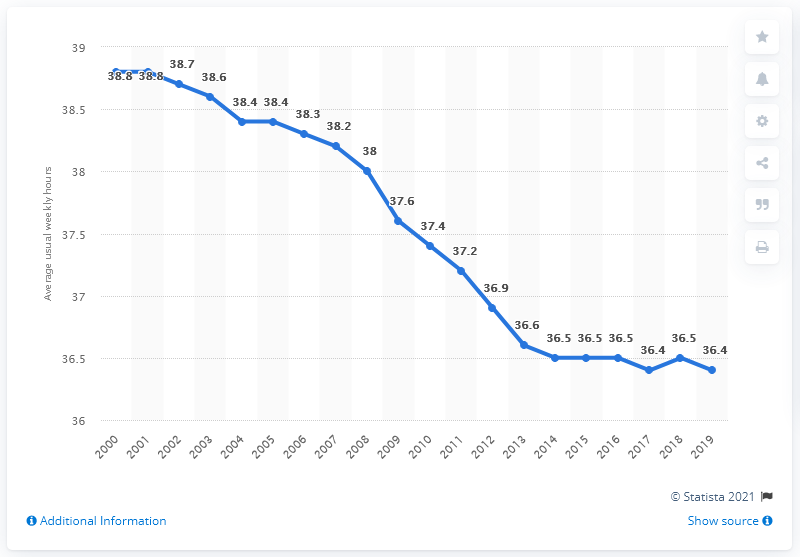 39
38.5
38
37.5
37
36.5
36
Average usual weekly hours
38.8 38.8 38.7 38.6 38.4 38.4 38.3 38.2 38 37.6 37.4 37.2 36.9 36.6 36.5 36.5 36.5 36.4 36.5 36.4
2000 2001 2002 2003 2004 2005 2006 2007 2008 2009 2010 2011 2012 2013 2014 2015 2016 2017 2018 2019
© Statista 2021
Additional Information
Show source